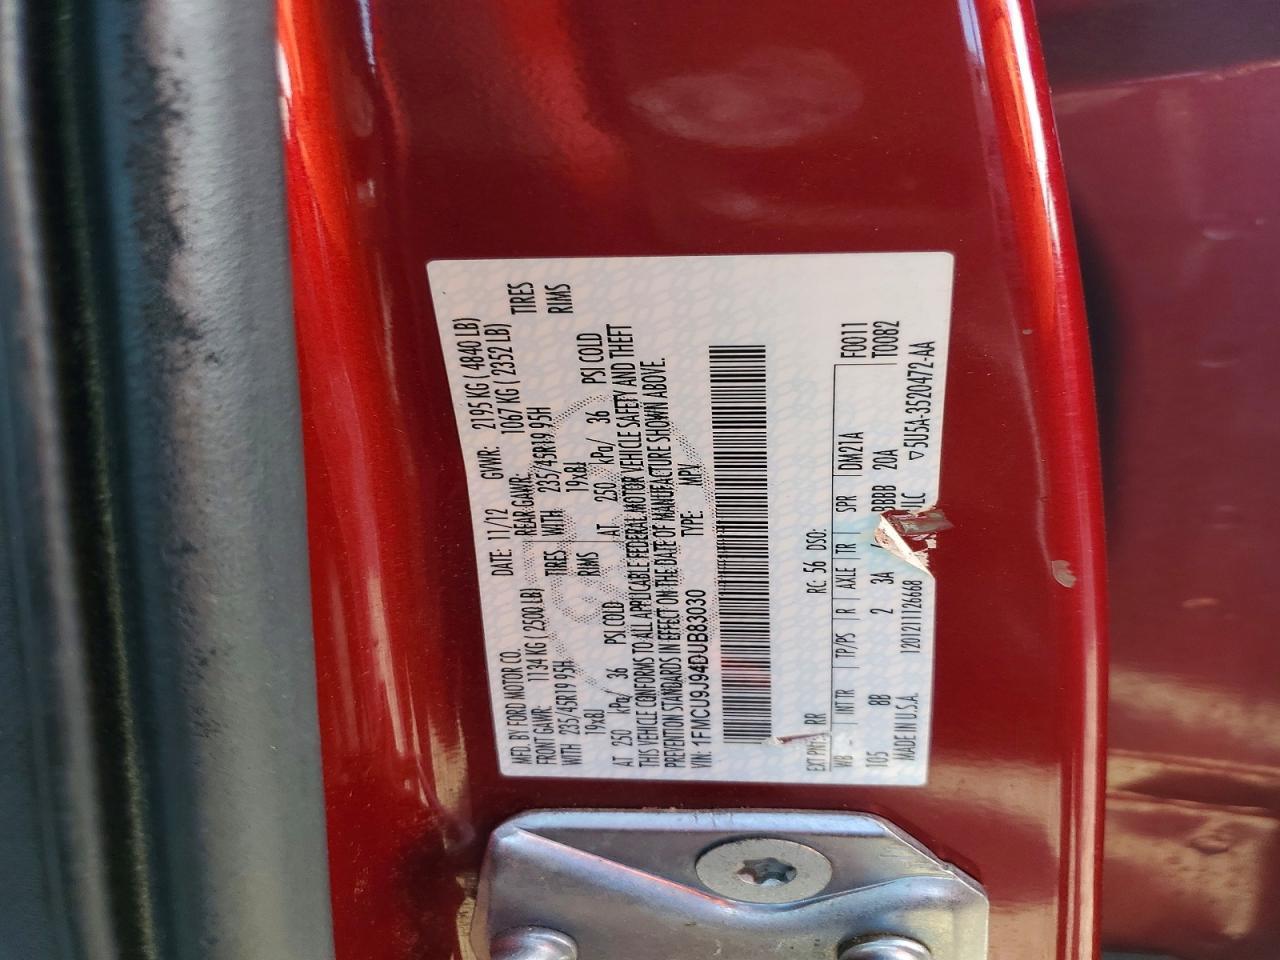 MFD. BY FORD MOTOR CO.
DATE: 11/12 GVWR: 2195 KG ( 4840 LB)
FRONT GAWR: 1134 KG ( 2500 LB) REAR GAWR: 1067 KG ( 2352 LB)
WITH 235/45R19 95H TIRES WITH 235/45R19 95H TIRES
19x8J RIMS 19x8J RIMS
AT 250 kPa/ 36 PSI COLD AT 250 kPa/ 36 PSI COLD
THIS VEHICLE CONFORMS TO ALL APPLICABLE FEDERAL MOTOR VEHICLE SAFETY AND THEFT
PREVENTION STANDARDS IN EFFECT ON THE DATE OF MANUFACTURE SHOWN ABOVE.
VIN: 1FMCU9J94DUB83030 TYPE: MPV
EXT PNT: RR RC: 56 DSO:
WB INT TR TP/PS R AXLE TR SPR DM21A F0011
105 8B 2 3A BBBB 20A T0082
MADE IN U.S.A. 120121126668 ULC ▽5U5A-3520472-AA